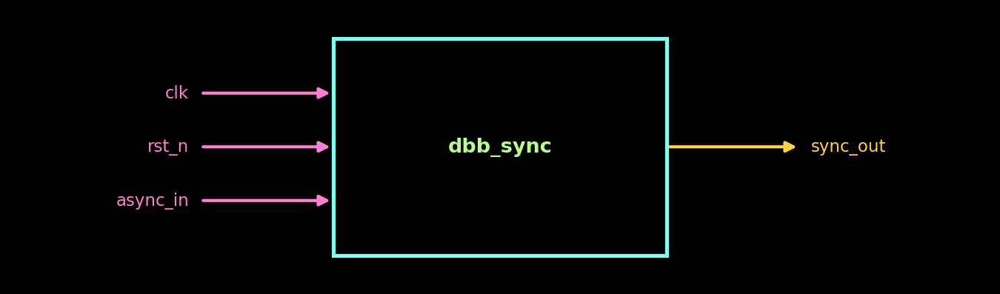 clk
rst_n
async_in
dbb_sync
sync_out